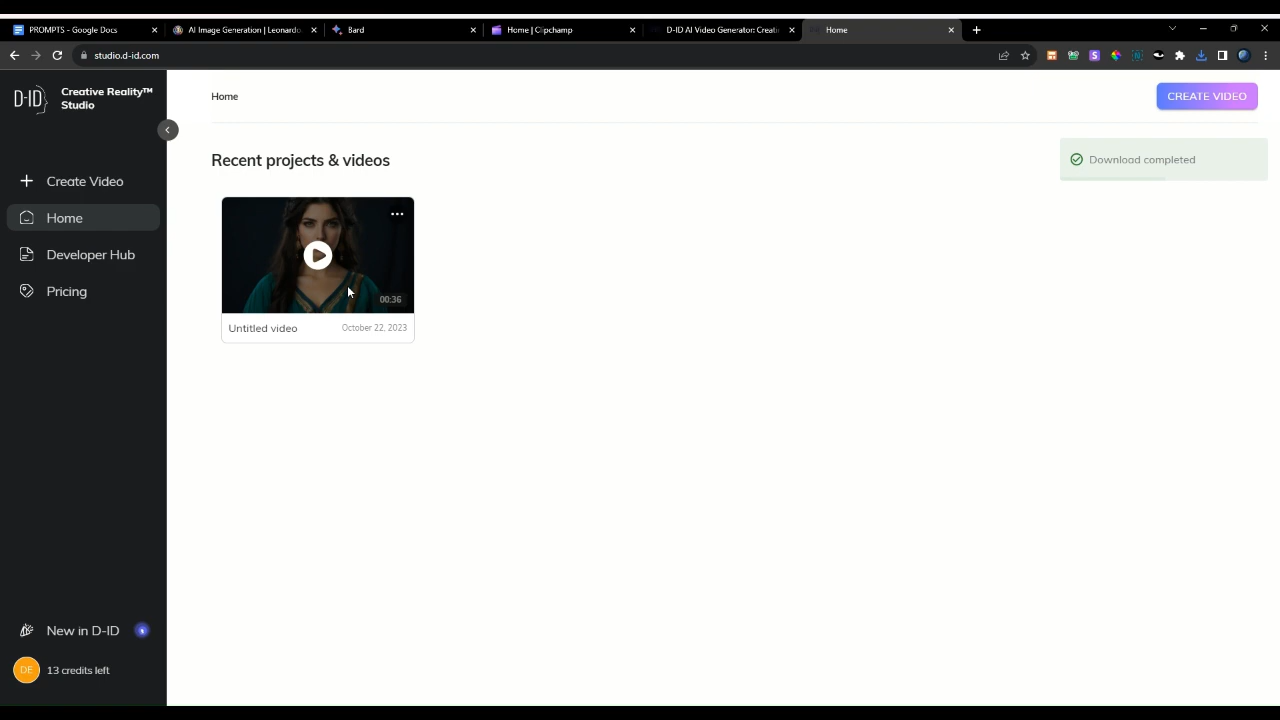 PROMPTS - Google Docs
AI Image Generation | Leonardo.
Bard
Home | Clipchamp
D-ID AI Video Generator: Creati
Home
studio.d-id.com
D-ID
Creative Reality™
Studio
Home
CREATE VIDEO
Recent projects & videos
Download completed
Create Video
Home
Developer Hub
Pricing
00:36
Untitled video
October 22, 2023
New in D-ID
DE
13 credits left